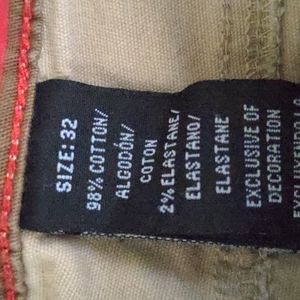 SIZE: 32
98% COTTON/
ALGODÓN/
COTON
2% ELASTANE/
ELASTANO/
ELASTANE
EXCLUSIVE OF
DECORATION